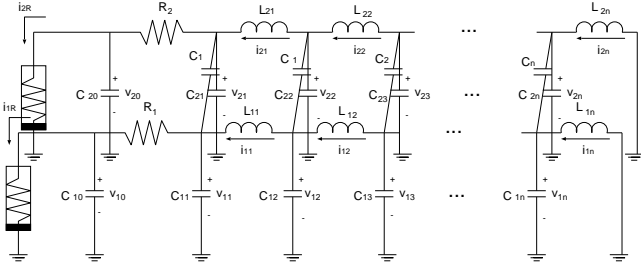 i2R R2 L21 L22 ... L2n
i21 i22 i2n
C1 C1 C2 Cn
+ + + + +
C20 v20 C21 v21 C22 v22 C23 v23 ... C2n v2n
i1R R1 L11 L12 L1n
- - - - -
...
i11 i12 i1n
+ + + + +
C10 v10 C11 v11 C12 v12 C13 v13 ... C1n v1n
- - - - -